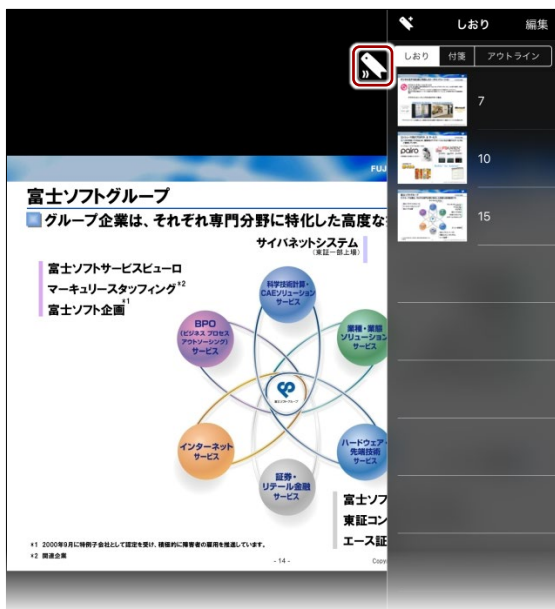 しおり
編集
しおり
付箋
アウトライン
7
10
15
FUJ
富士ソフトグループ
グループ企業は、それぞれ専門分野に特化した高度な
サイバネットシステム
（東証一部上場）
富士ソフトサービスビューロ
マーキュリースタッフィング*2
富士ソフト企画*1
科学技術計算・
CAEソリューション
サービス
BPO
（ビジネス プロセス
アウトソーシング）
サービス
業種・業態
ソリューション
サービス
インターネット
サービス
ハードウェア・
先端技術
サービス
証券・
リテール金融
サービス
富士ソフ
東証コン
エース証
*1 2000年9月に特例子会社として認定を受け、積極的に障害者の雇用を推進しています。
*2 関連企業
- 14 -
Copy